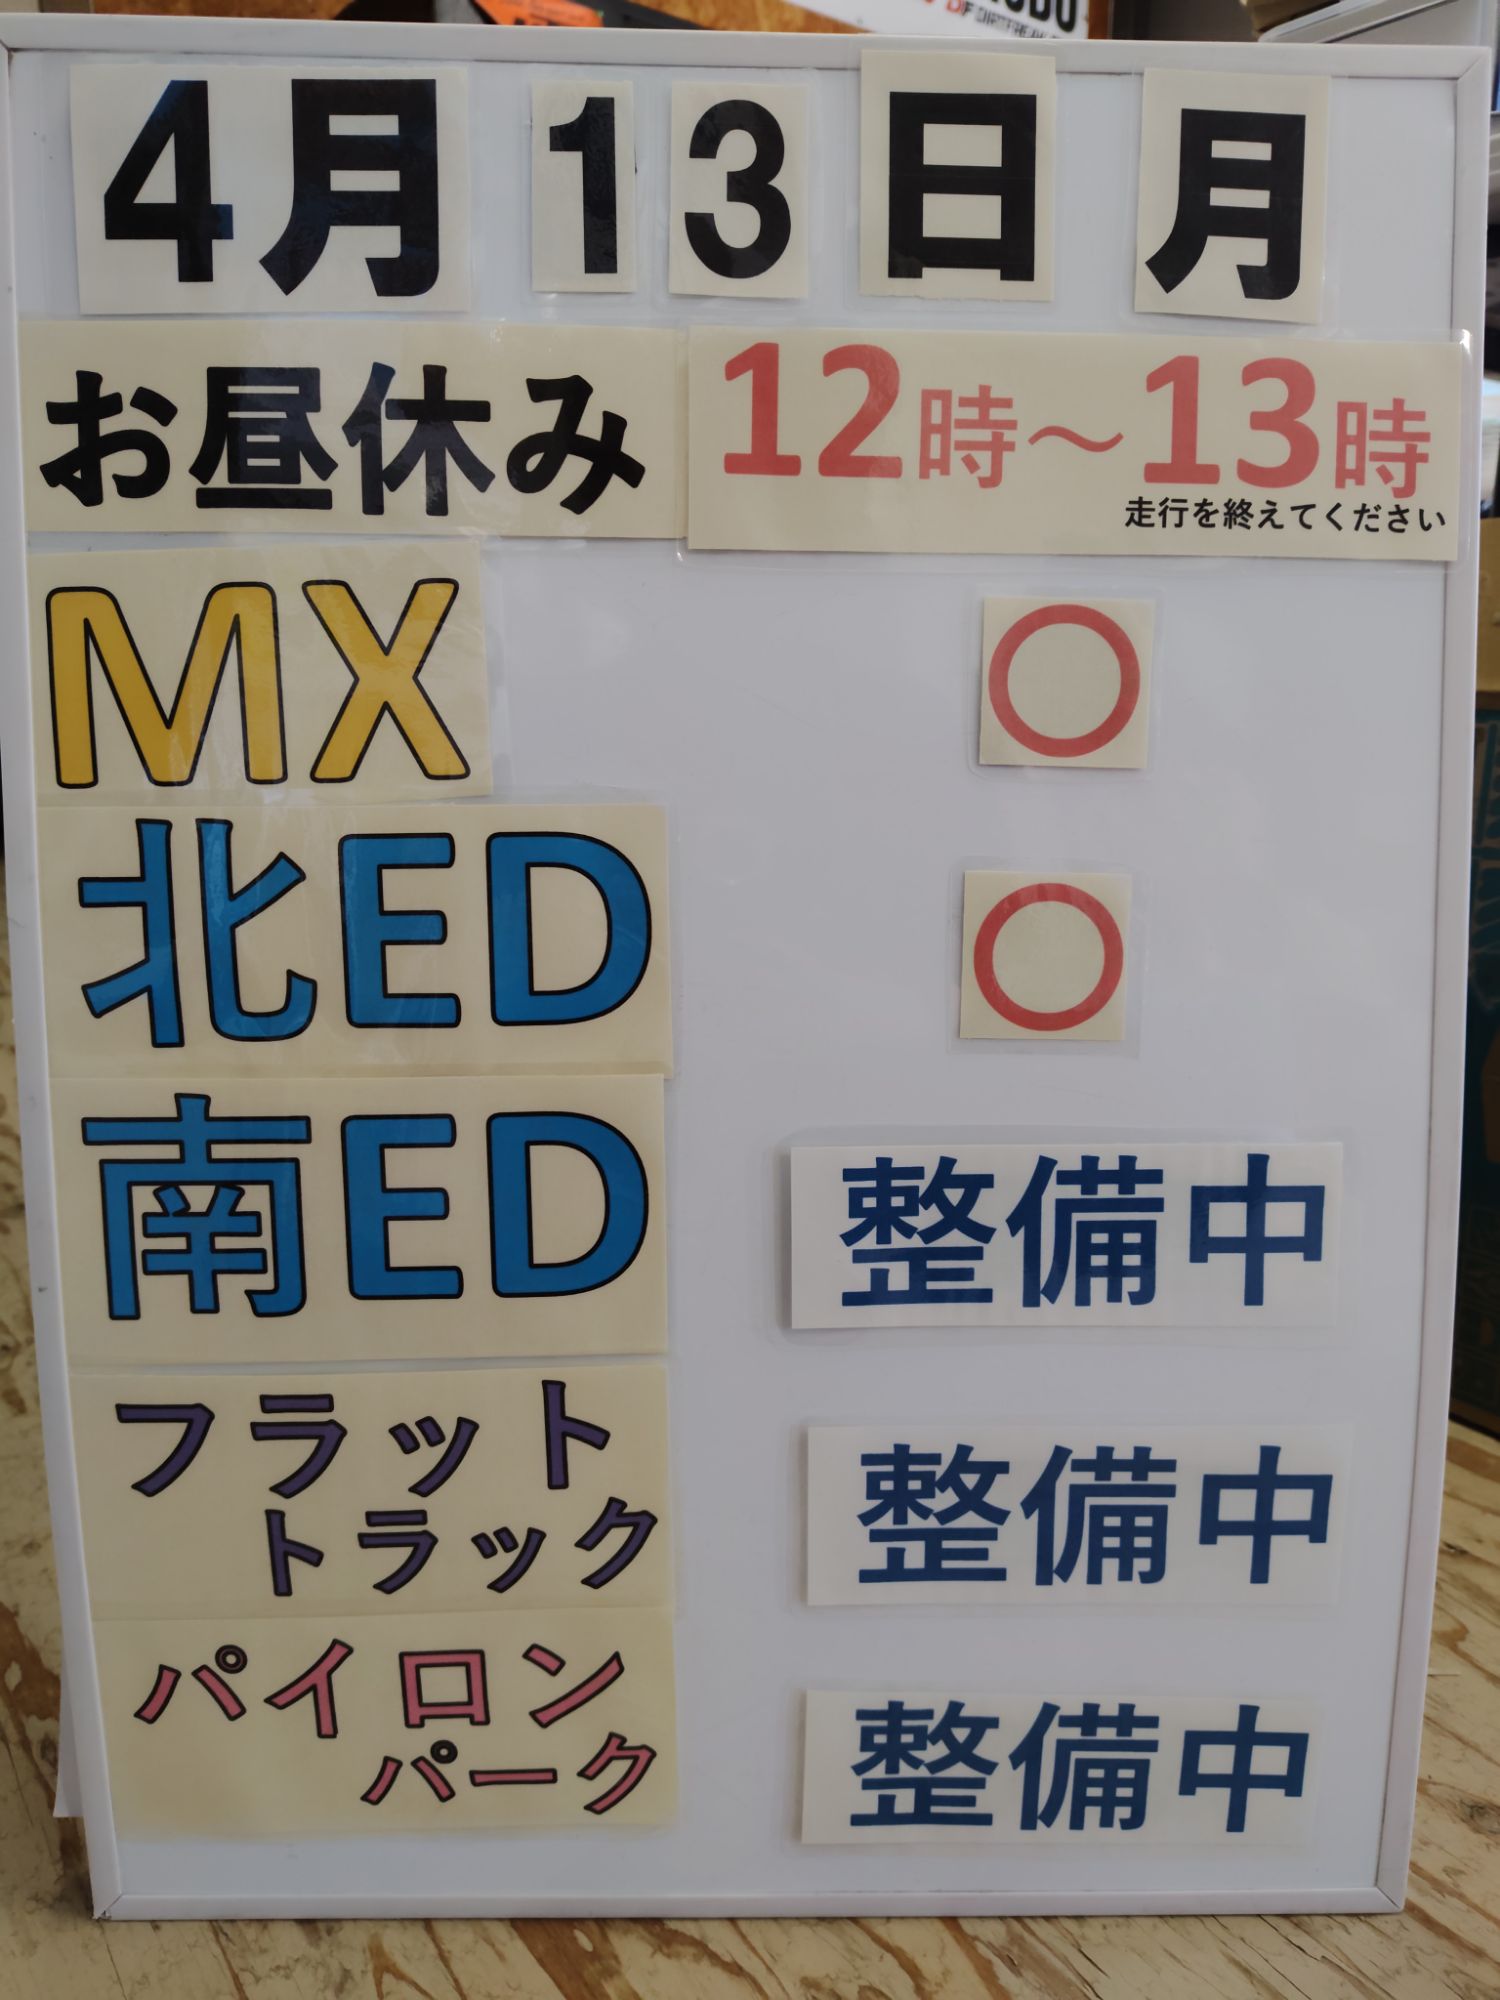 DIRTFREAK
4月 13日 月
お昼休み 12時～13時
走行を終えてください
MX ○
北ED ○
南ED 整備中
フラット
トラック 整備中
パイロン
パーク 整備中